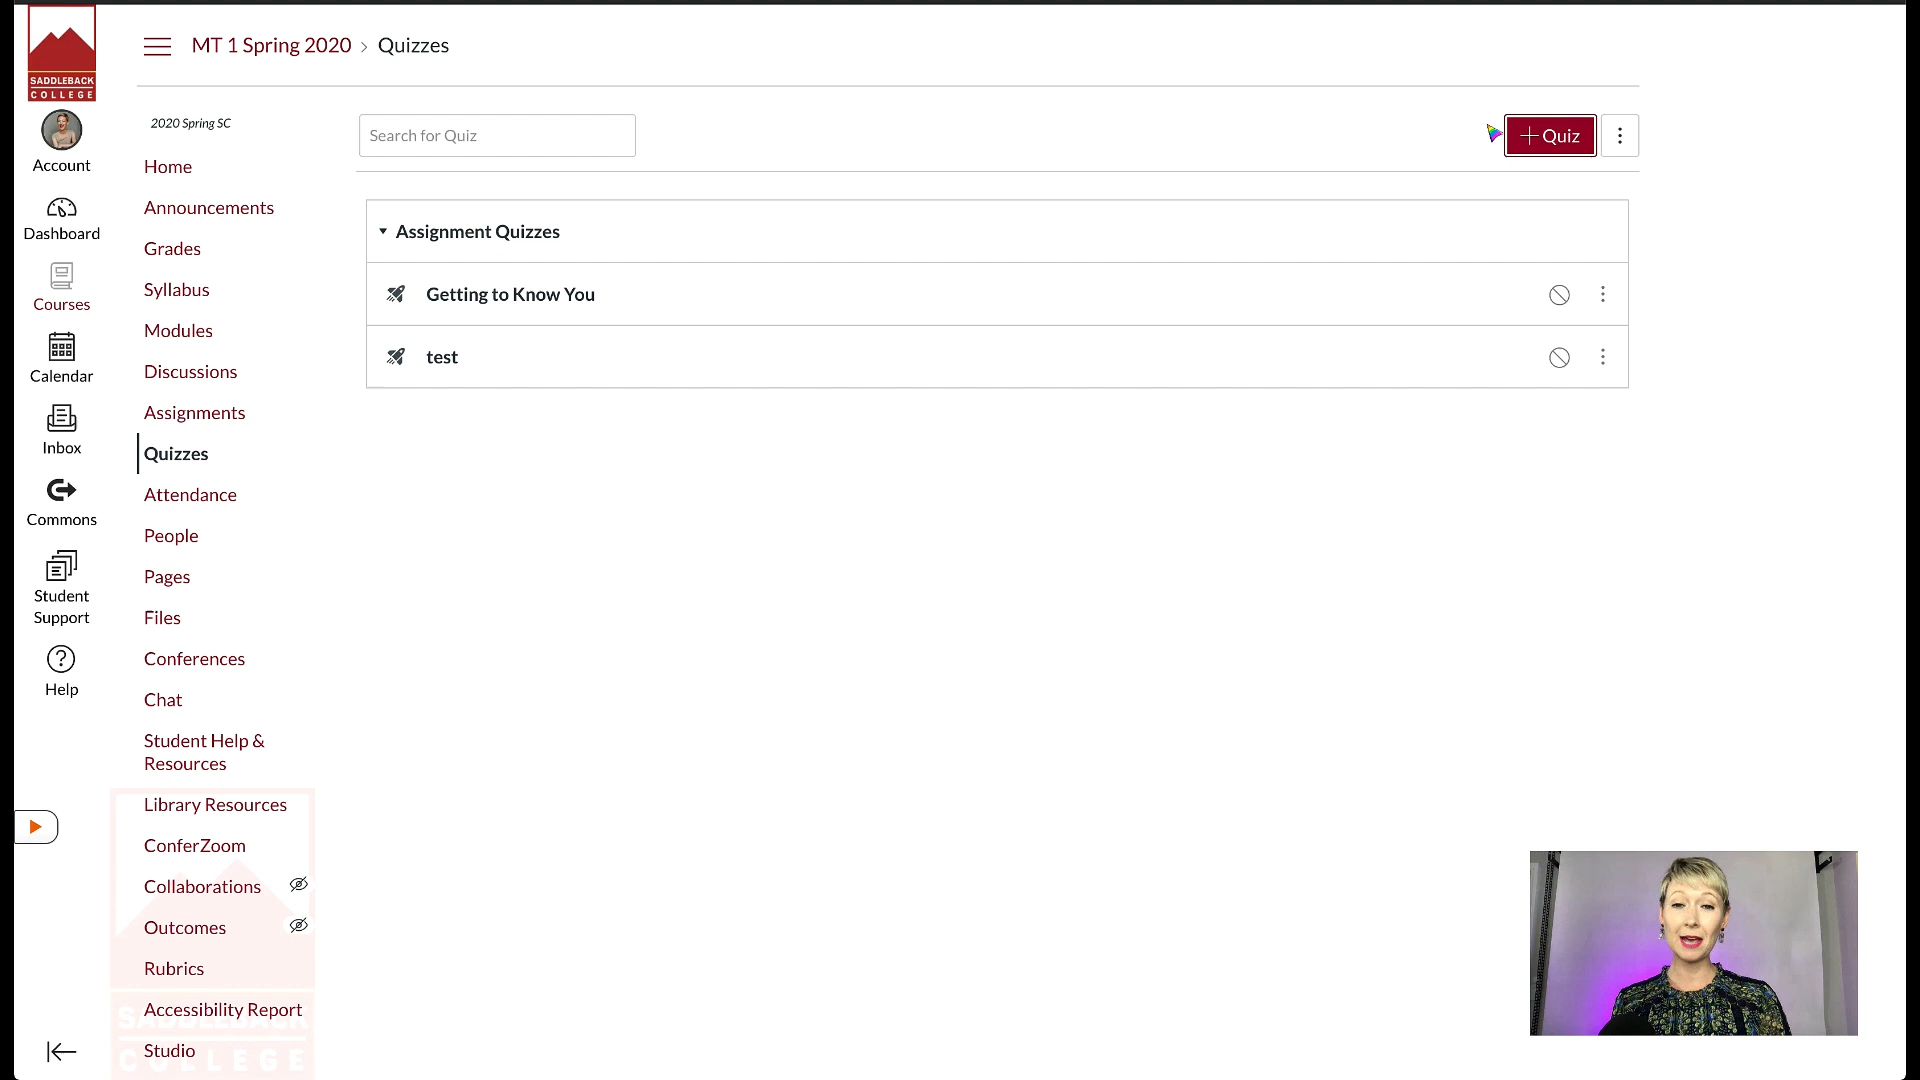 SADDLEBACK
COLLEGE
Account
Dashboard
Courses
Calendar
Inbox
Commons
Student
Support
Help
MT 1 Spring 2020 › Quizzes
2020 Spring SC
Home
Announcements
Grades
Syllabus
Modules
Discussions
Assignments
Quizzes
Attendance
People
Pages
Files
Conferences
Chat
Student Help &
Resources
Library Resources
ConferZoom
Collaborations
Outcomes
Rubrics
Accessibility Report
Studio
SADDLEBACK
COLLEGE
Search for Quiz
+ Quiz
Assignment Quizzes
Getting to Know You
test